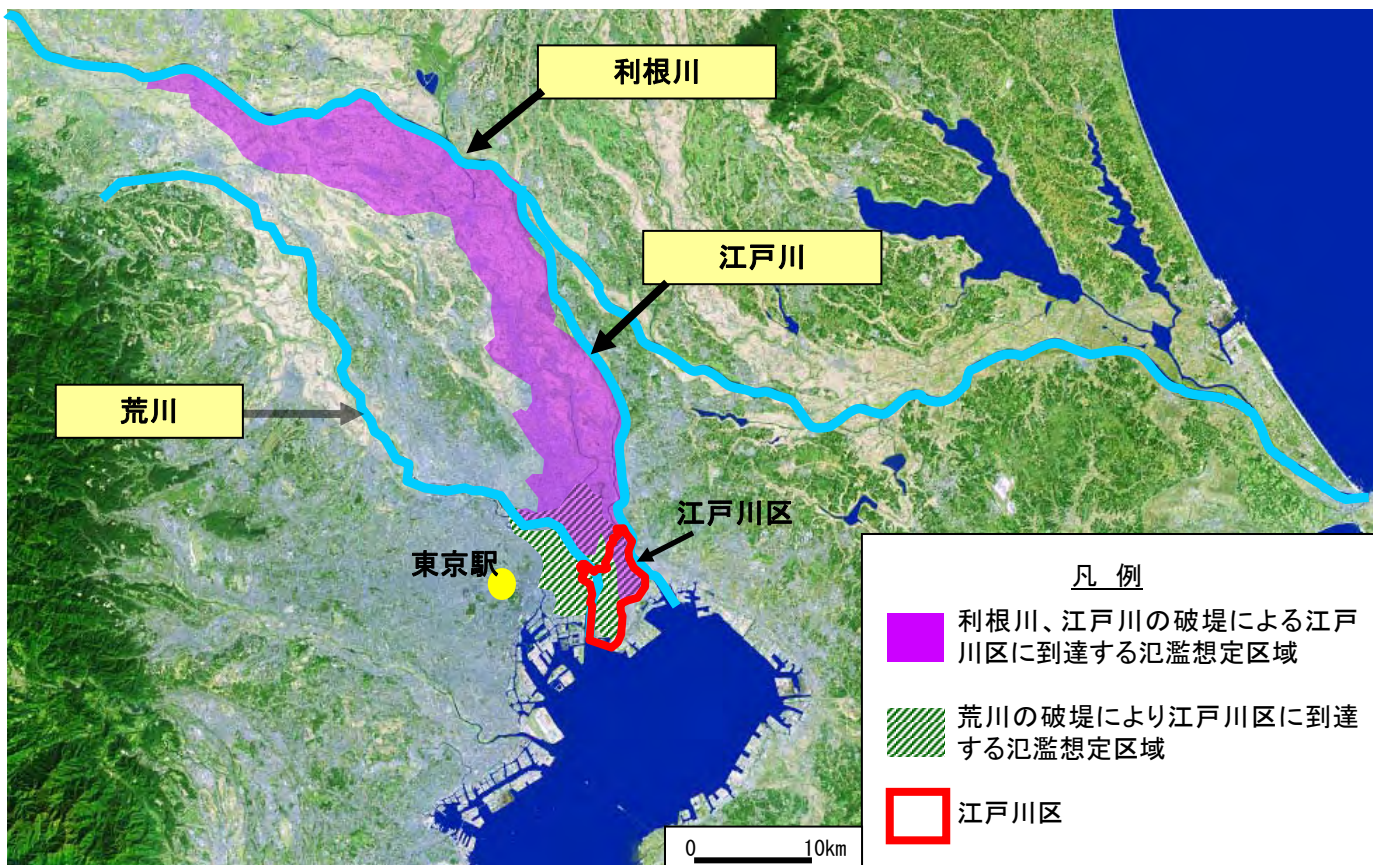 利根川
江戸川
荒川
江戸川区
東京駅
凡 例
利根川、江戸川の破堤による江戸
川区に到達する氾濫想定区域
荒川の破堤により江戸川区に到達
する氾濫想定区域
江戸川区
0 10km